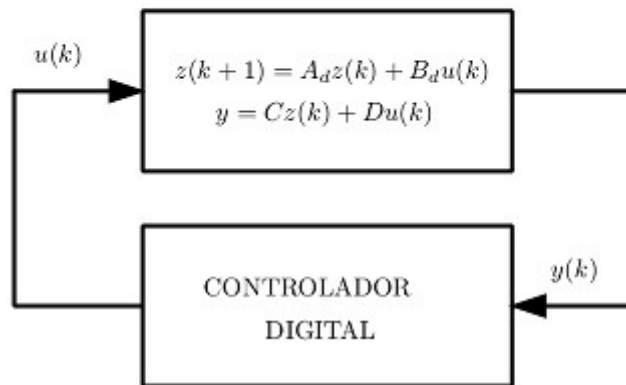 u(k)
z(k + 1) = A_d z(k) + B_d u(k)
y = Cz(k) + Du(k)
CONTROLADOR
DIGITAL
y(k)